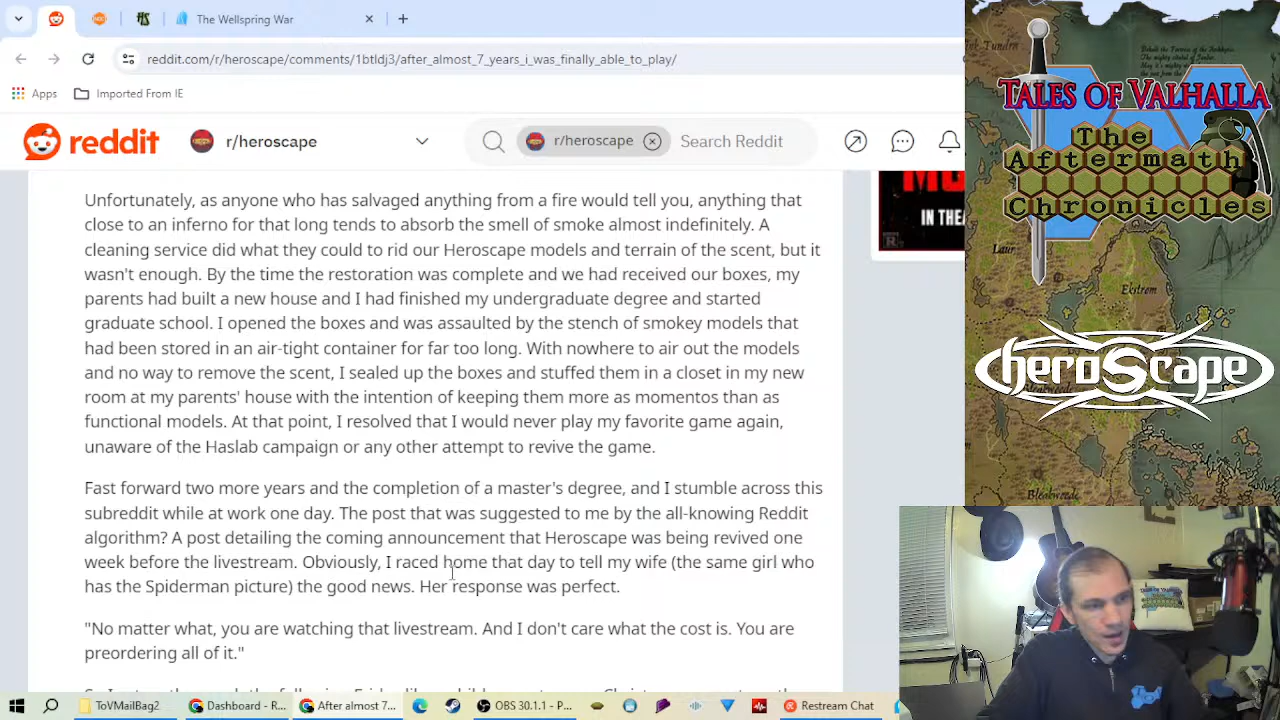 The Wellspring War
reddit.com/r/heroscape/comments/1btldj3/after_almost_7_years_i_was_finally_able_to_play/
Apps
Imported From IE
reddit
r/heroscape
r/heroscape
Search Reddit
Unfortunately, as anyone who has salvaged anything from a fire would tell you, anything that
close to an inferno for that long tends to absorb the smell of smoke almost indefinitely. A
cleaning service did what they could to rid our Heroscape models and terrain of the scent, but it
wasn't enough. By the time the restoration was complete and we had received our boxes, my
parents had built a new house and I had finished my undergraduate degree and started
graduate school. I opened the boxes and was assaulted by the stench of smokey models that
had been stored in an air-tight container for far too long. With nowhere to air out the models
and no way to remove the scent, I sealed up the boxes and stuffed them in a closet in my new
room at my parents' house with the intention of keeping them more as momentos than as
functional models. At that point, I resolved that I would never play my favorite game again,
unaware of the Haslab campaign or any other attempt to revive the game.
Fast forward two more years and the completion of a master's degree, and I stumble across this
subreddit while at work one day. The post that was suggested to me by the all-knowing Reddit
algorithm? A post detailing the coming announcement that Heroscape was being revived one
week before the livestream. Obviously, I raced home that day to tell my wife (the same girl who
has the Spiderman picture) the good news. Her response was perfect.
"No matter what, you are watching that livestream. And I don't care what the cost is. You are
preordering all of it."
IN THEA
TALES OF VALHALLA
The
Aftermath
Chronicles
Laur
Ekstrem
heroScape
Bleakwoode
ToVMailBag2
Dashboard - R...
After almost 7...
OBS 30.1.1 - P...
Restream Chat